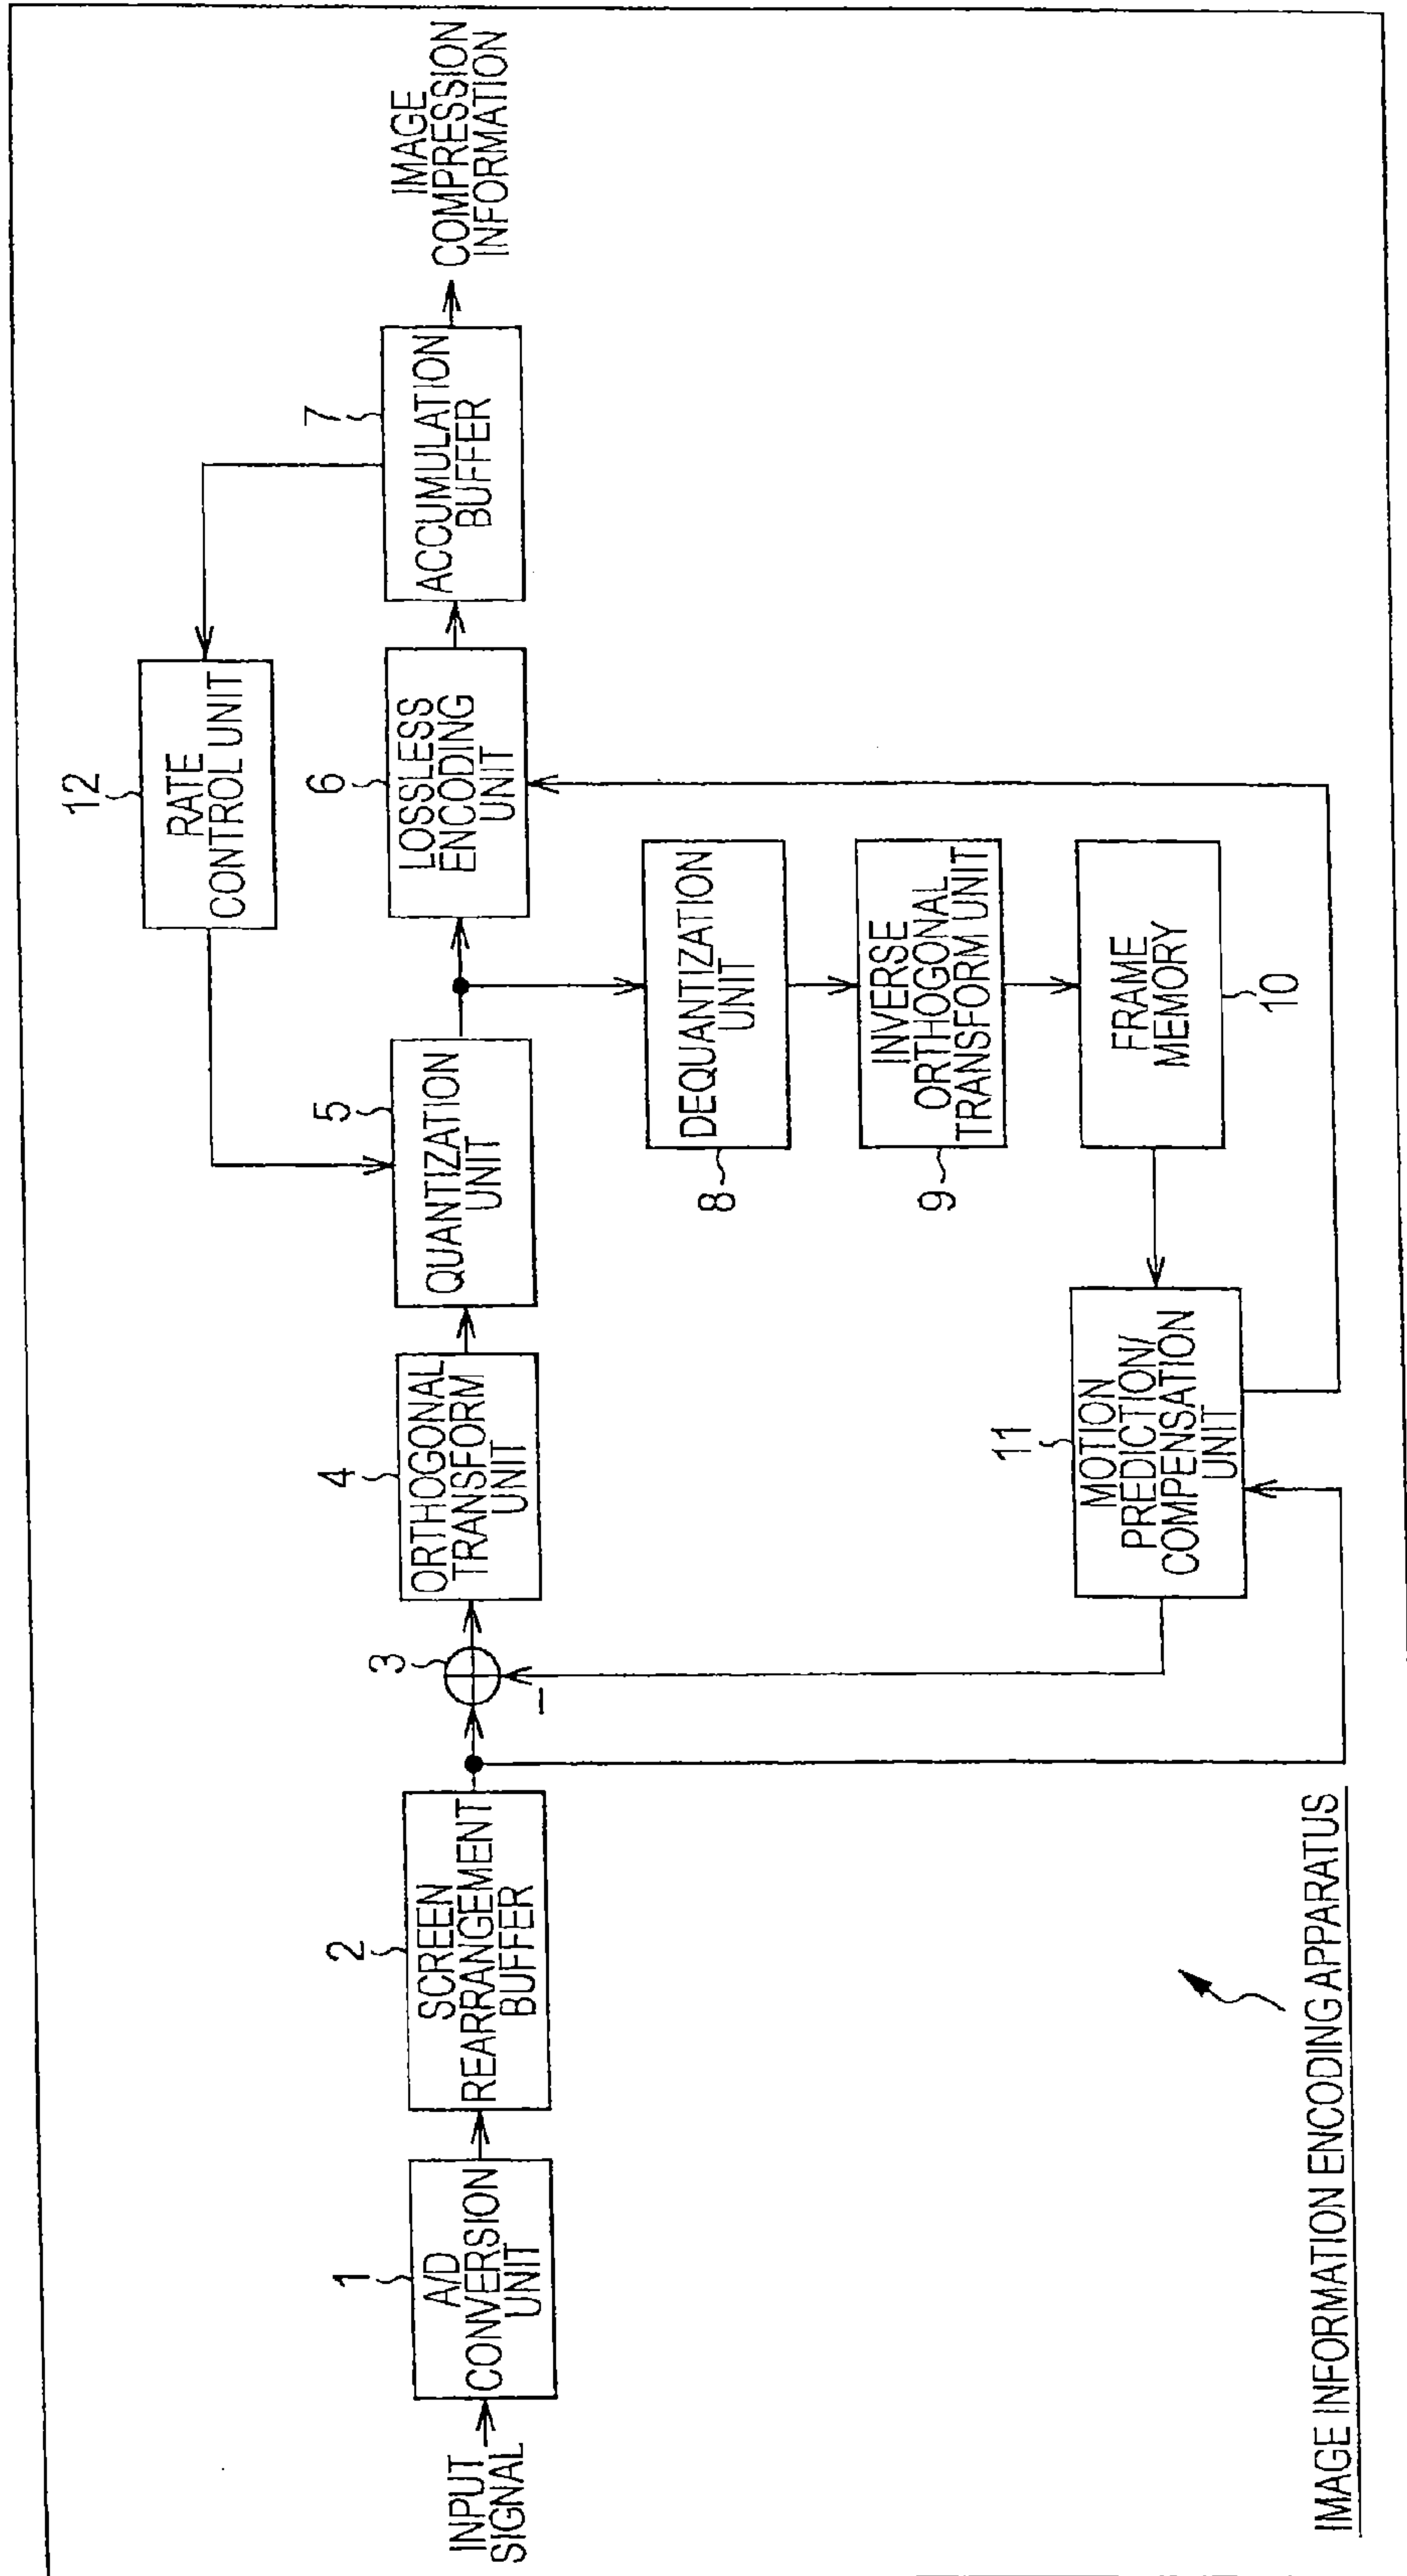 INPUT
SIGNAL
1
A/D
CONVERSION
UNIT
2
SCREEN
REARRANGEMENT
BUFFER
3
–
4
ORTHOGONAL
TRANSFORM
UNIT
5
QUANTIZATION
UNIT
12
RATE
CONTROL UNIT
6
LOSSLESS
ENCODING
UNIT
7
ACCUMULATION
BUFFER
IMAGE
COMPRESSION
INFORMATION
DEQUANTIZATION
UNIT
8
INVERSE
ORTHOGONAL
TRANSFORM UNIT
9
FRAME
MEMORY
10
11
MOTION
PREDICTION/
COMPENSATION
UNIT
IMAGE INFORMATION ENCODING APPARATUS